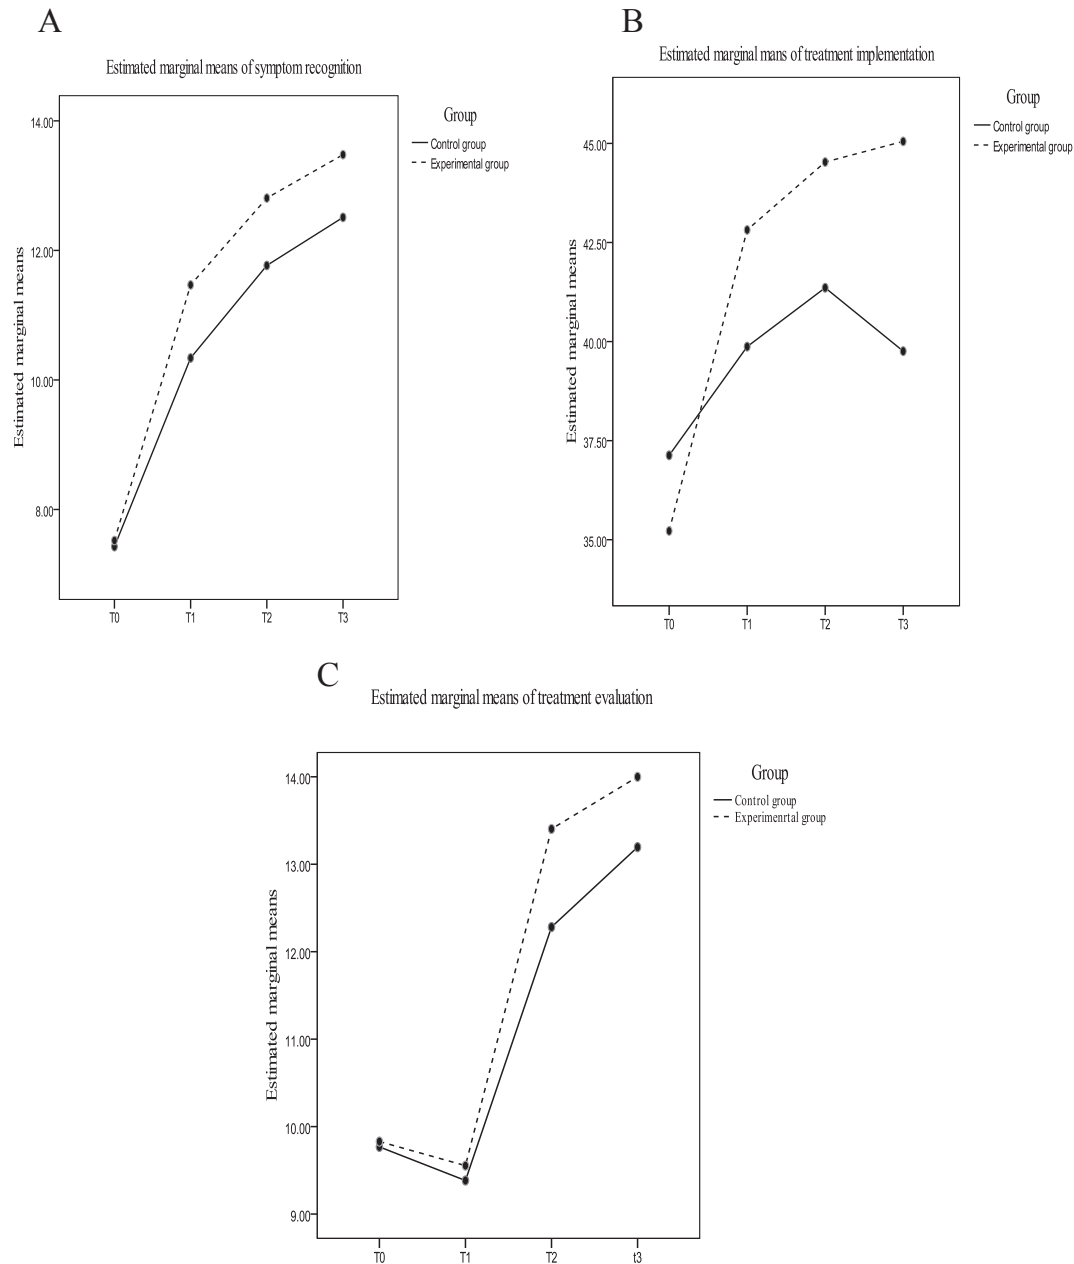 A
Estimated marginal means of symptom recognition
Group
Control group
Experimental group
14.00
12.00
10.00
8.00
Estimated marginal means
T0 T1 T2 T3
B
Estimated marginal mans of treatment implementation
Group
Control group
Experimental group
45.00
42.50
40.00
37.50
35.00
Estimated marginal means
T0 T1 T2 T3
C
Estimated marginal means of treatment evaluation
Group
Control group
Experimenrtal group
14.00
13.00
12.00
11.00
10.00
9.00
Estimated marginal means
T0 T1 T2 t3